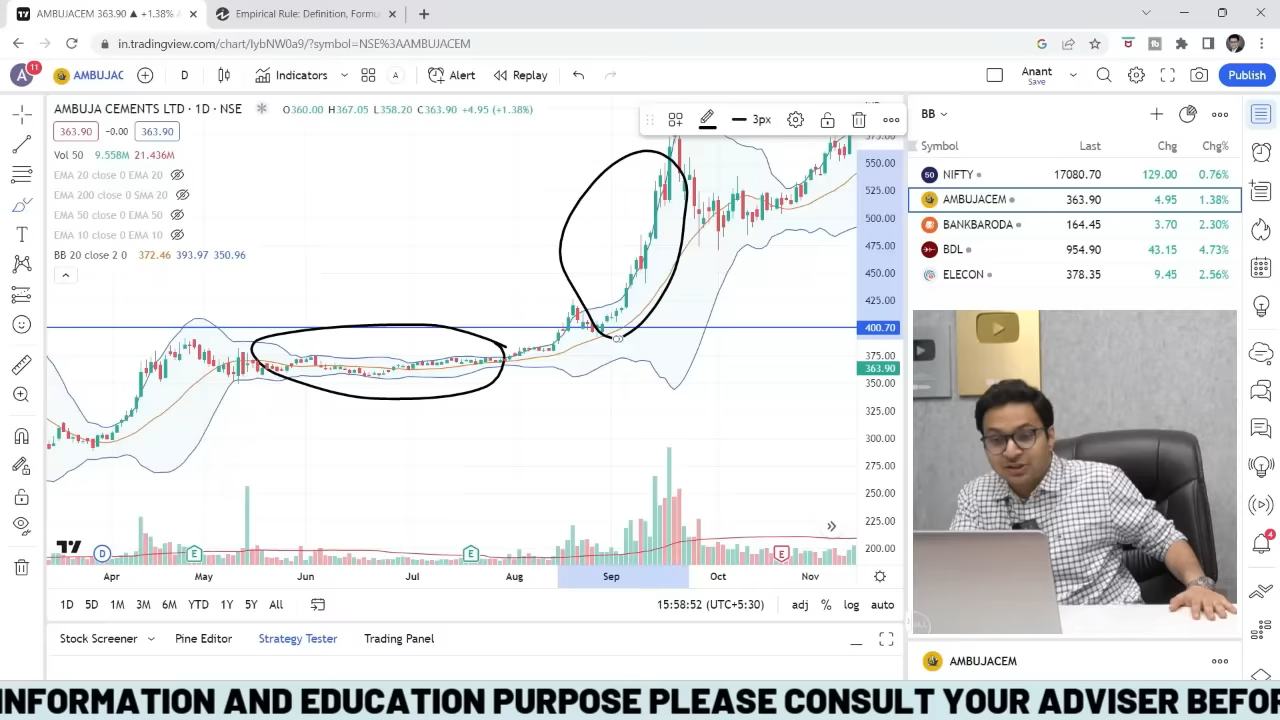 AMBUJACEM 363.90 ▲ +1.38%
Empirical Rule: Definition, Formu
in.tradingview.com/chart/IybNW0a9/?symbol=NSE%3AAMBUJACEM
A 11 AMBUJAC D Indicators A Alert Replay Anant Save Publish
AMBUJA CEMENTS LTD · 1D · NSE O360.00 H367.05 L358.20 C363.90 +4.95 (+1.38%)
3px
363.90 -0.00 363.90
Vol 50 9.558M 21.436M
EMA 20 close 0 EMA 20
EMA 200 close 0 SMA 20
EMA 50 close 0 EMA 50
EMA 10 close 0 EMA 10
BB 20 close 2 0 372.46 393.97 350.96
575.00
550.00
525.00
500.00
475.00
450.00
425.00
400.70
375.00
363.90
350.00
325.00
300.00
275.00
250.00
225.00
200.00
D E E E
Apr May Jun Jul Aug Sep Oct Nov
1D 5D 1M 3M 6M YTD 1Y 5Y All 15:58:52 (UTC+5:30) adj % log auto
Stock Screener Pine Editor Strategy Tester Trading Panel
BB
Symbol Last Chg Chg%
50 NIFTY 17080.70 129.00 0.76%
AMBUJACEM 363.90 4.95 1.38%
BANKBARODA 164.45 3.70 2.30%
BDL 954.90 43.15 4.73%
ELECON 378.35 9.45 2.56%
4
AMBUJACEM
INFORMATION AND EDUCATION PURPOSE PLEASE CONSULT YOUR ADVISER BEFOR